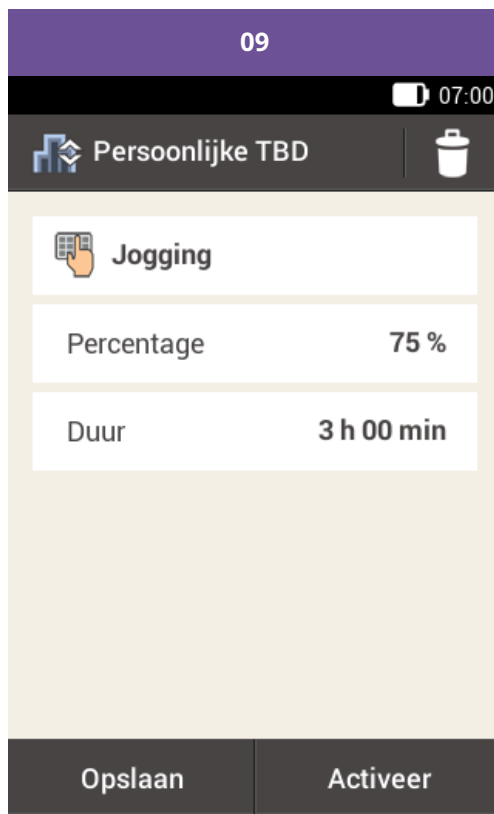 09
07:00
Persoonlijke TBD
Jogging
Percentage 75 %
Duur 3 h 00 min
Opslaan Activeer